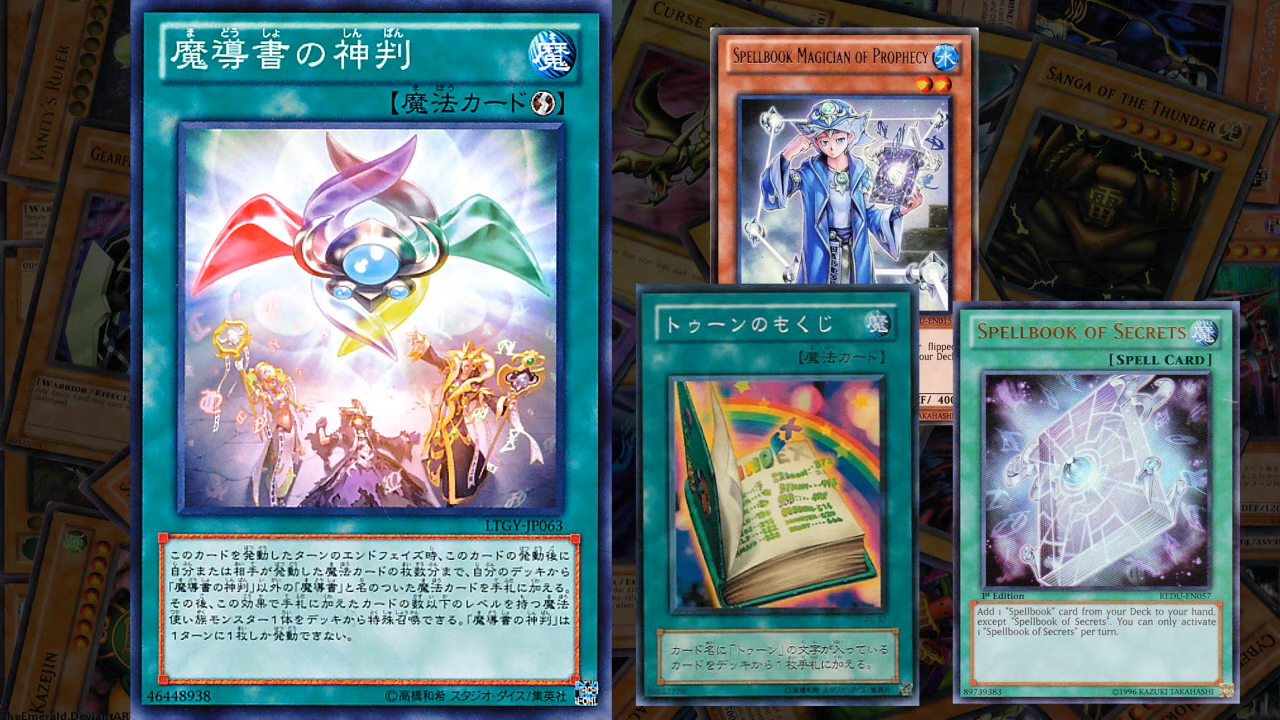 魔導書の神判
【魔法カード】
LTGY-JP063
このカードを発動したターンのエンドフェイズ時、このカードの発動後に
自分または相手が発動した魔法カードの枚数分まで、自分のデッキから
「魔導書の神判」以外の「魔導書」と名のついた魔法カードを手札に加える。
その後、この効果で手札に加えたカードの数以下のレベルを持つ魔法
使い族モンスター1体をデッキから特殊召喚できる。「魔導書の神判」は
1ターンに1枚しか発動できない。
46448938
©高橋和希 スタジオ・ダイス/集英社
SPELLBOOK MAGICIAN OF PROPHECY
水
flipped
トゥーンのもくじ
魔
【魔法カード】
カード名に「トゥーン」の文字が入っている
カードをデッキから1枚手札に加える。
SPELLBOOK OF SECRETS
魔
[SPELL CARD]
1st Edition
REDU-EN057
Add 1 "Spellbook" card from your Deck to your hand,
except "Spellbook of Secrets". You can only activate
1 "Spellbook of Secrets" per turn.
89739383
©1996 KAZUKI TAKAHASHI
VANITY'S RULER
GEARF
CURSE OF
SANGA OF THE THUNDER
雷
KAZEJIN
WARRIOR/EFFECT